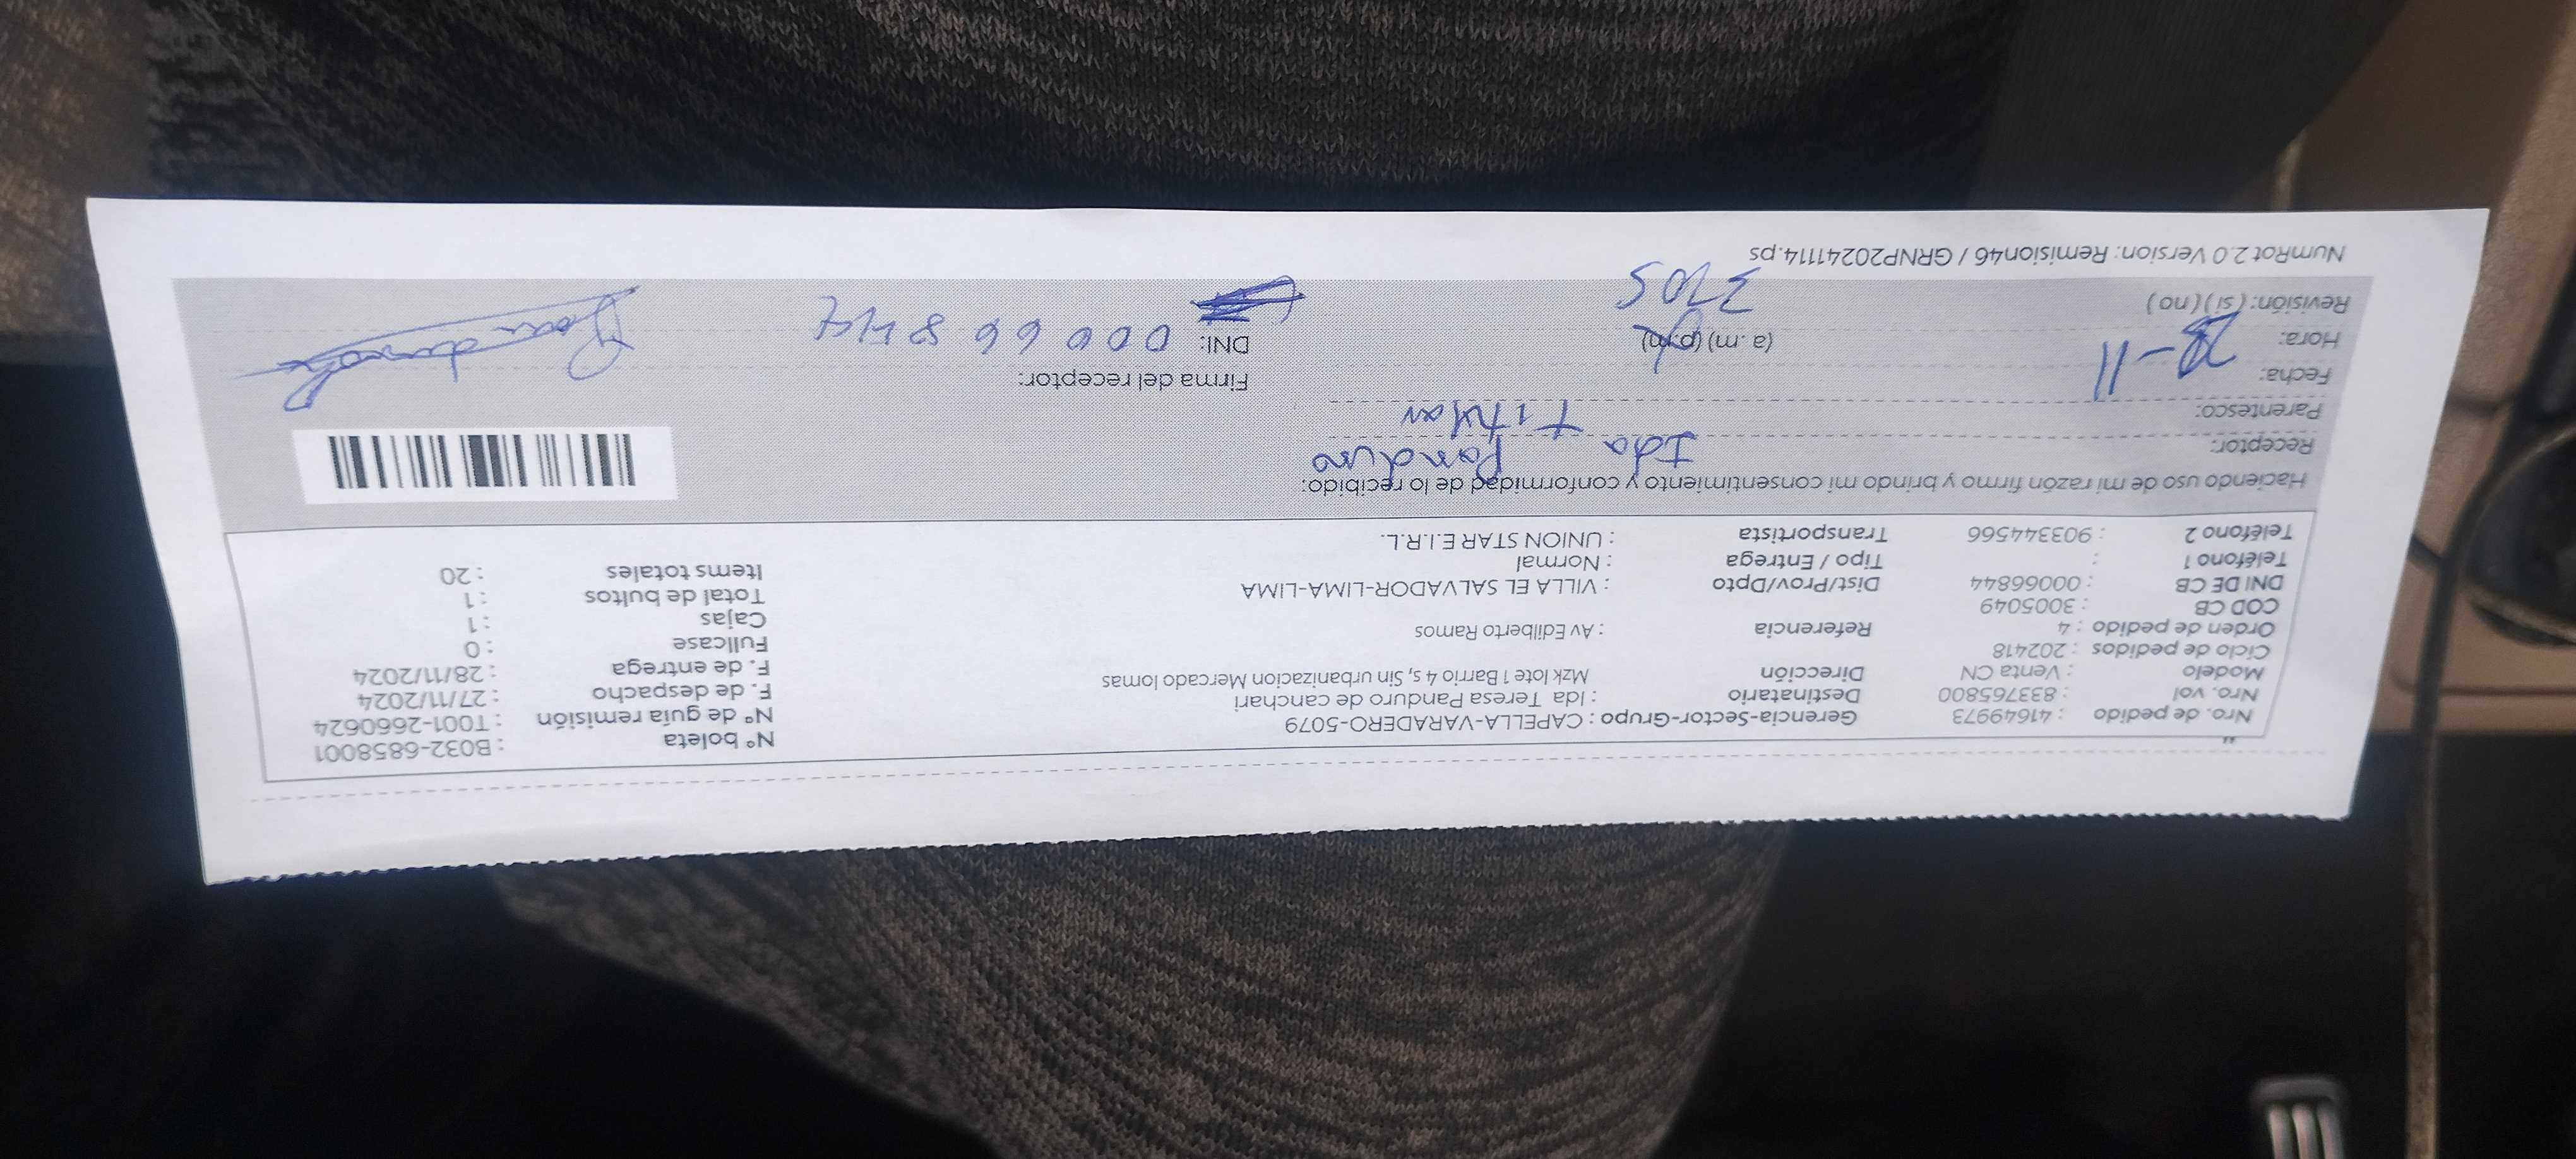 Nro. de pedido : 41649973 Gerencia-Sector-Grupo : CAPELLA-VARADERO-5079 N° boleta : B032-6858001
Nro. vol : 833765800 Destinatario : Ida Teresa Panduro de canchari N° de guía remisión : T001-2660624
Modelo : Venta CN Dirección Mzk lote 1 Barrio 4 s, Sin urbanizacion Mercado lomas F. de despacho : 27/11/2024
Ciclo de pedidos : 202418 F. de entrega : 28/11/2024
Orden de pedido : 4 Referencia : Av Edilberto Ramos Fullcase : 0
COD CB : 3005049 Cajas : 1
DNI DE CB : 00066844 Dist/Prov/Dpto : VILLA EL SALVADOR-LIMA-LIMA Total de bultos : 1
Teléfono 1 : Tipo / Entrega : Normal Items totales : 20
Teléfono 2 : 903344566 Transportista : UNION STAR E.I.R.L.
Haciendo uso de mi razón firmo y brindo mi consentimiento y conformidad de lo recibido:
Receptor: Ida Panduro
Parentesco: Titular
Fecha: 28-11 Firma del receptor:
Hora: (a.m) (p.m) DNI: 00066844
Revisión: (si) (no)
NumRot 2.0 Version: Remision46 / GRNP20241114.ps